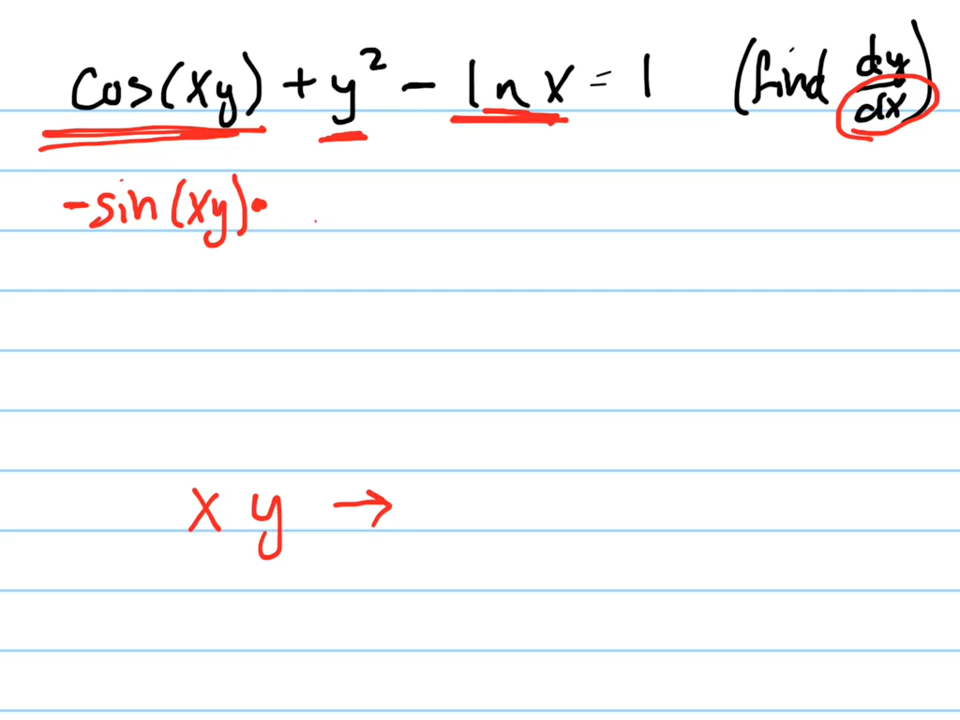 cos(xy) + y² - ln x = 1 (find dy/dx)
-sin(xy)•
x y →